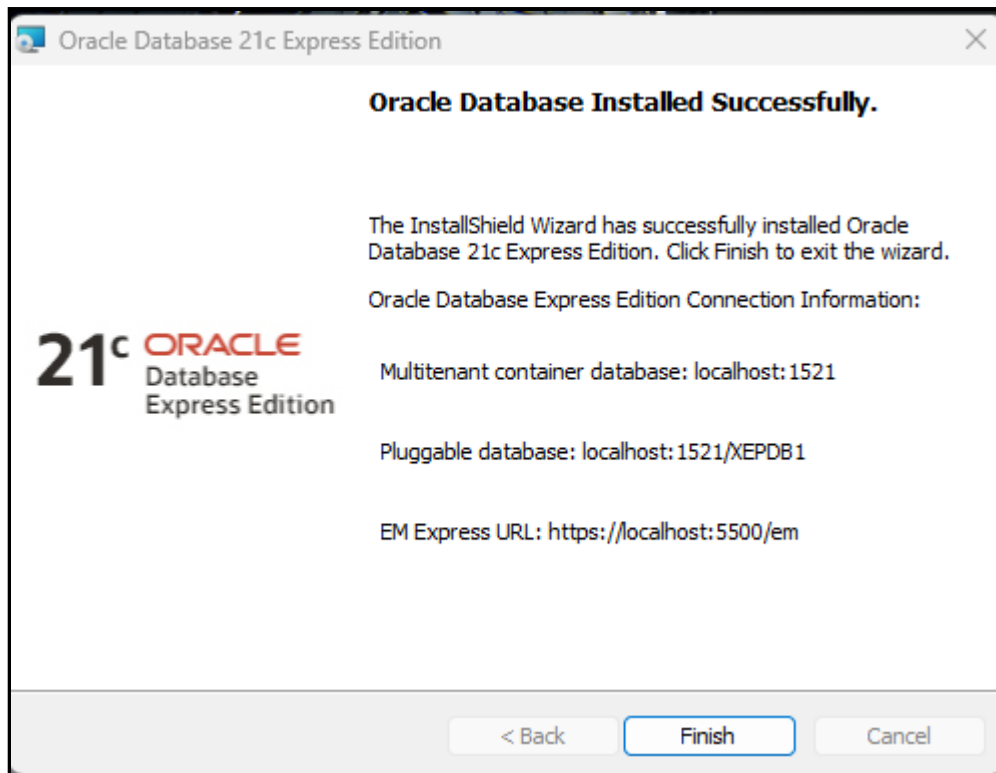 Oracle Database 21c Express Edition
Oracle Database Installed Successfully.
The InstallShield Wizard has successfully installed Oracle
Database 21c Express Edition. Click Finish to exit the wizard.
Oracle Database Express Edition Connection Information:
21c ORACLE
Database
Express Edition
Multitenant container database: localhost:1521
Pluggable database: localhost:1521/XEPDB1
EM Express URL: https://localhost:5500/em
< Back
Finish
Cancel